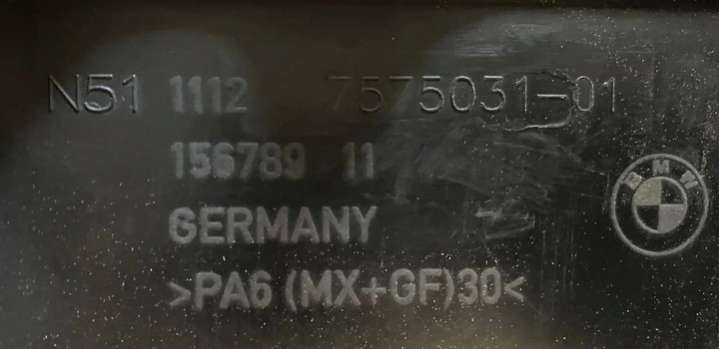 N51 1112 7575031-01
156789 11
GERMANY
>PA6 (MX+GF)30<
BMW